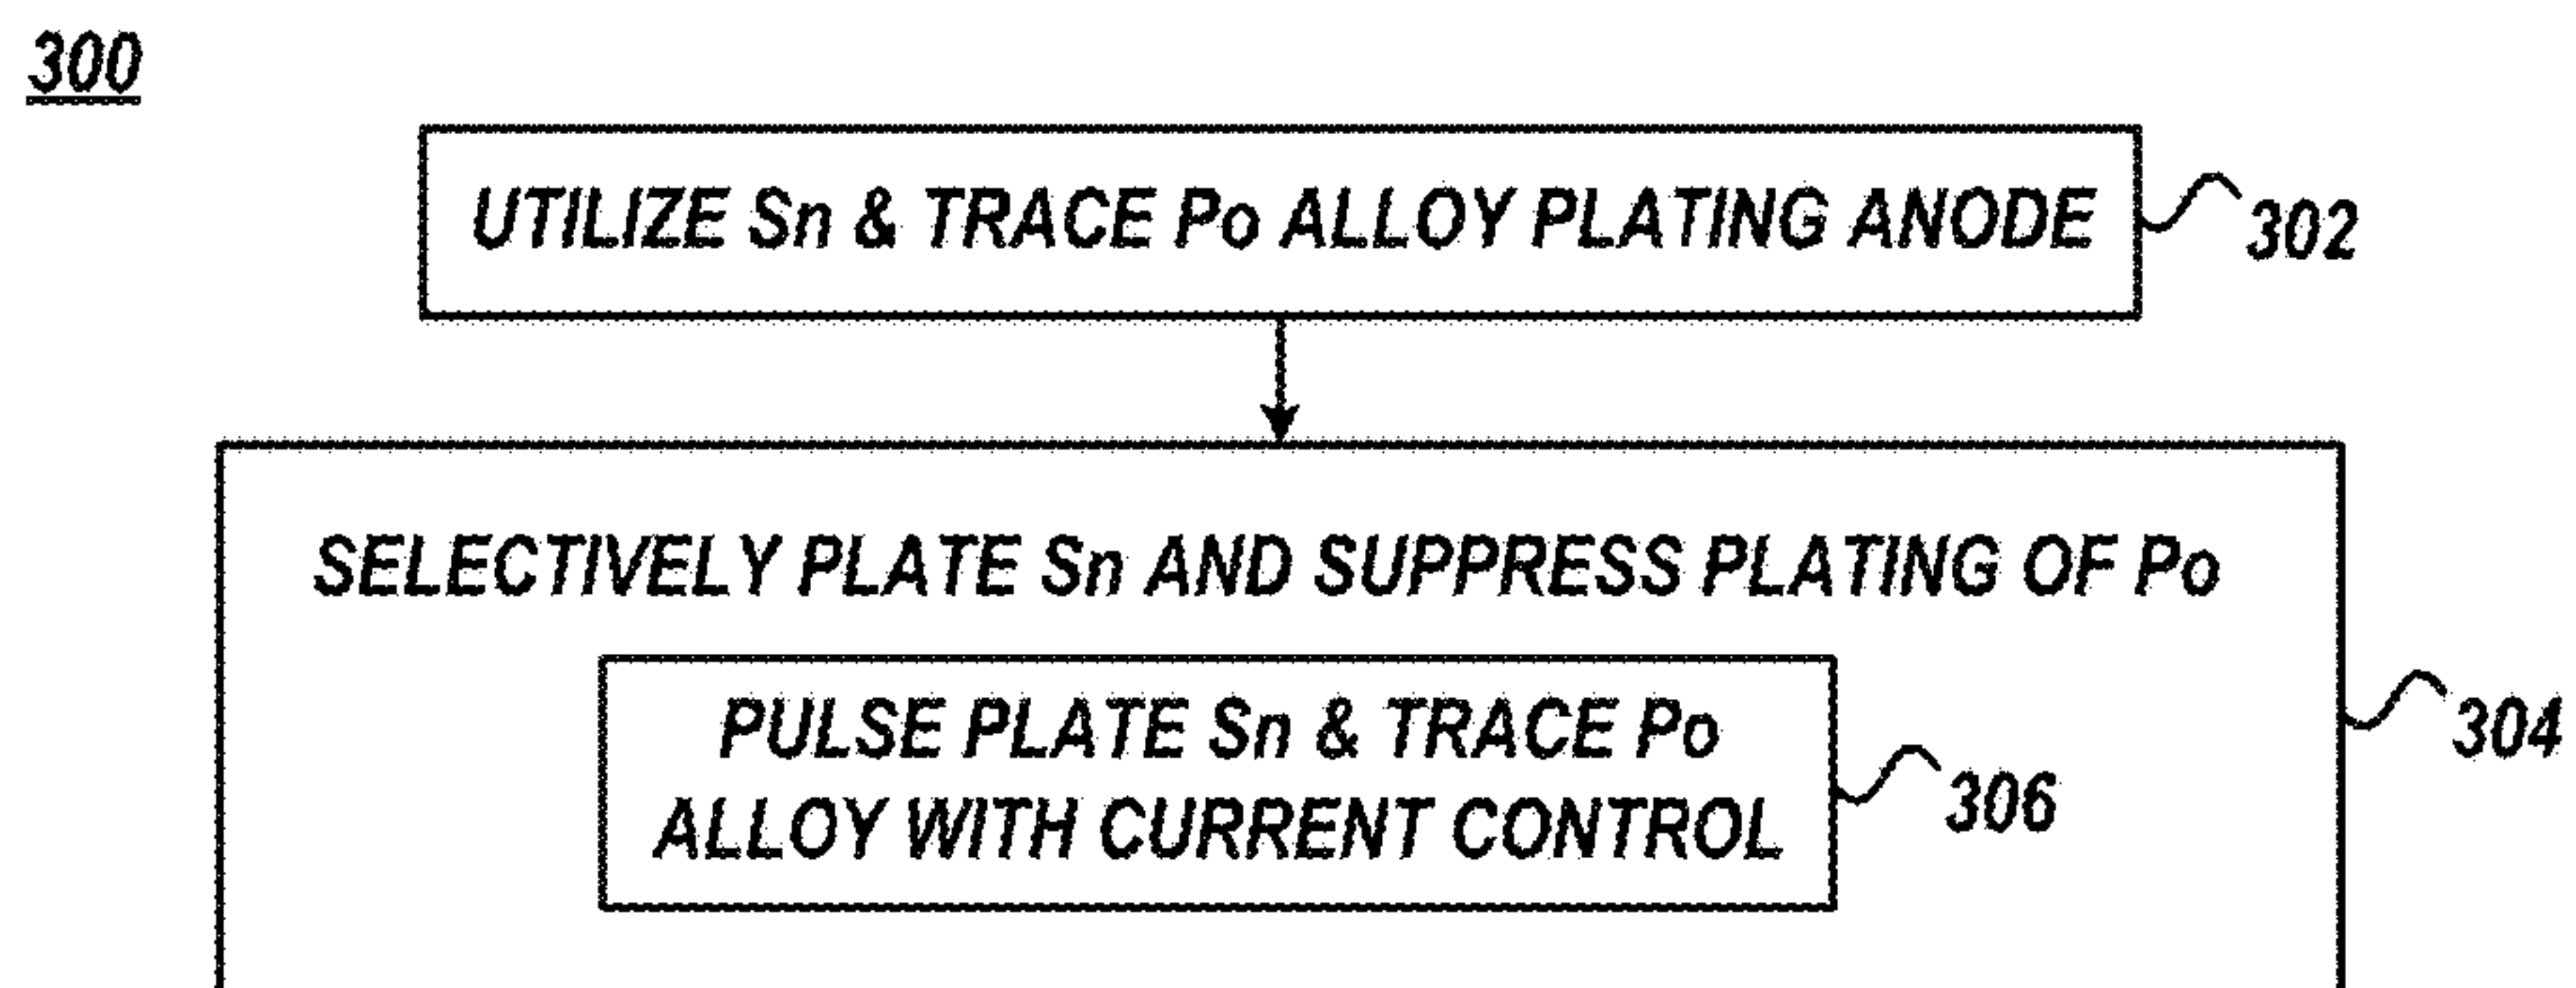 300
UTILIZE Sn & TRACE Po ALLOY PLATING ANODE
302
SELECTIVELY PLATE Sn AND SUPPRESS PLATING OF Po
304
PULSE PLATE Sn & TRACE Po
ALLOY WITH CURRENT CONTROL
306